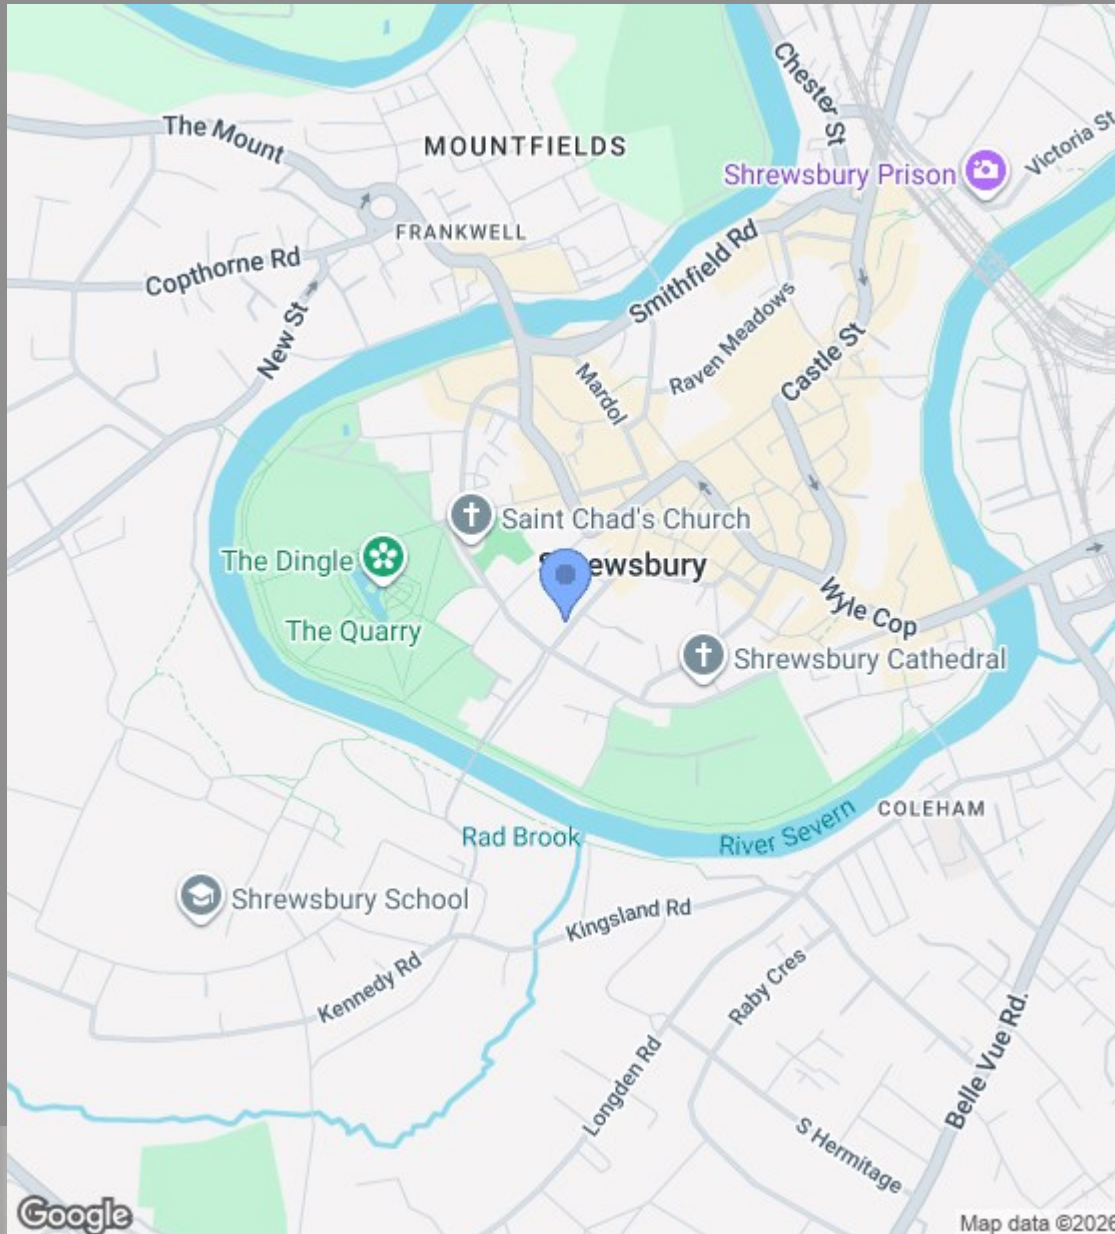 Chester St
The Mount
MOUNTFIELDS
Victoria St
Shrewsbury Prison
FRANKWELL
Copthorne Rd
Smithfield Rd
New St
Raven Meadows
Castle St
Mardol
Saint Chad's Church
The Dingle
Shrewsbury
Wyle Cop
The Quarry
Shrewsbury Cathedral
COLEHAM
Rad Brook
River Severn
Shrewsbury School
Kingsland Rd
Kennedy Rd
Raby Cres
Longden Rd
Belle Vue Rd.
S Hermitage
Google
Map data ©2026